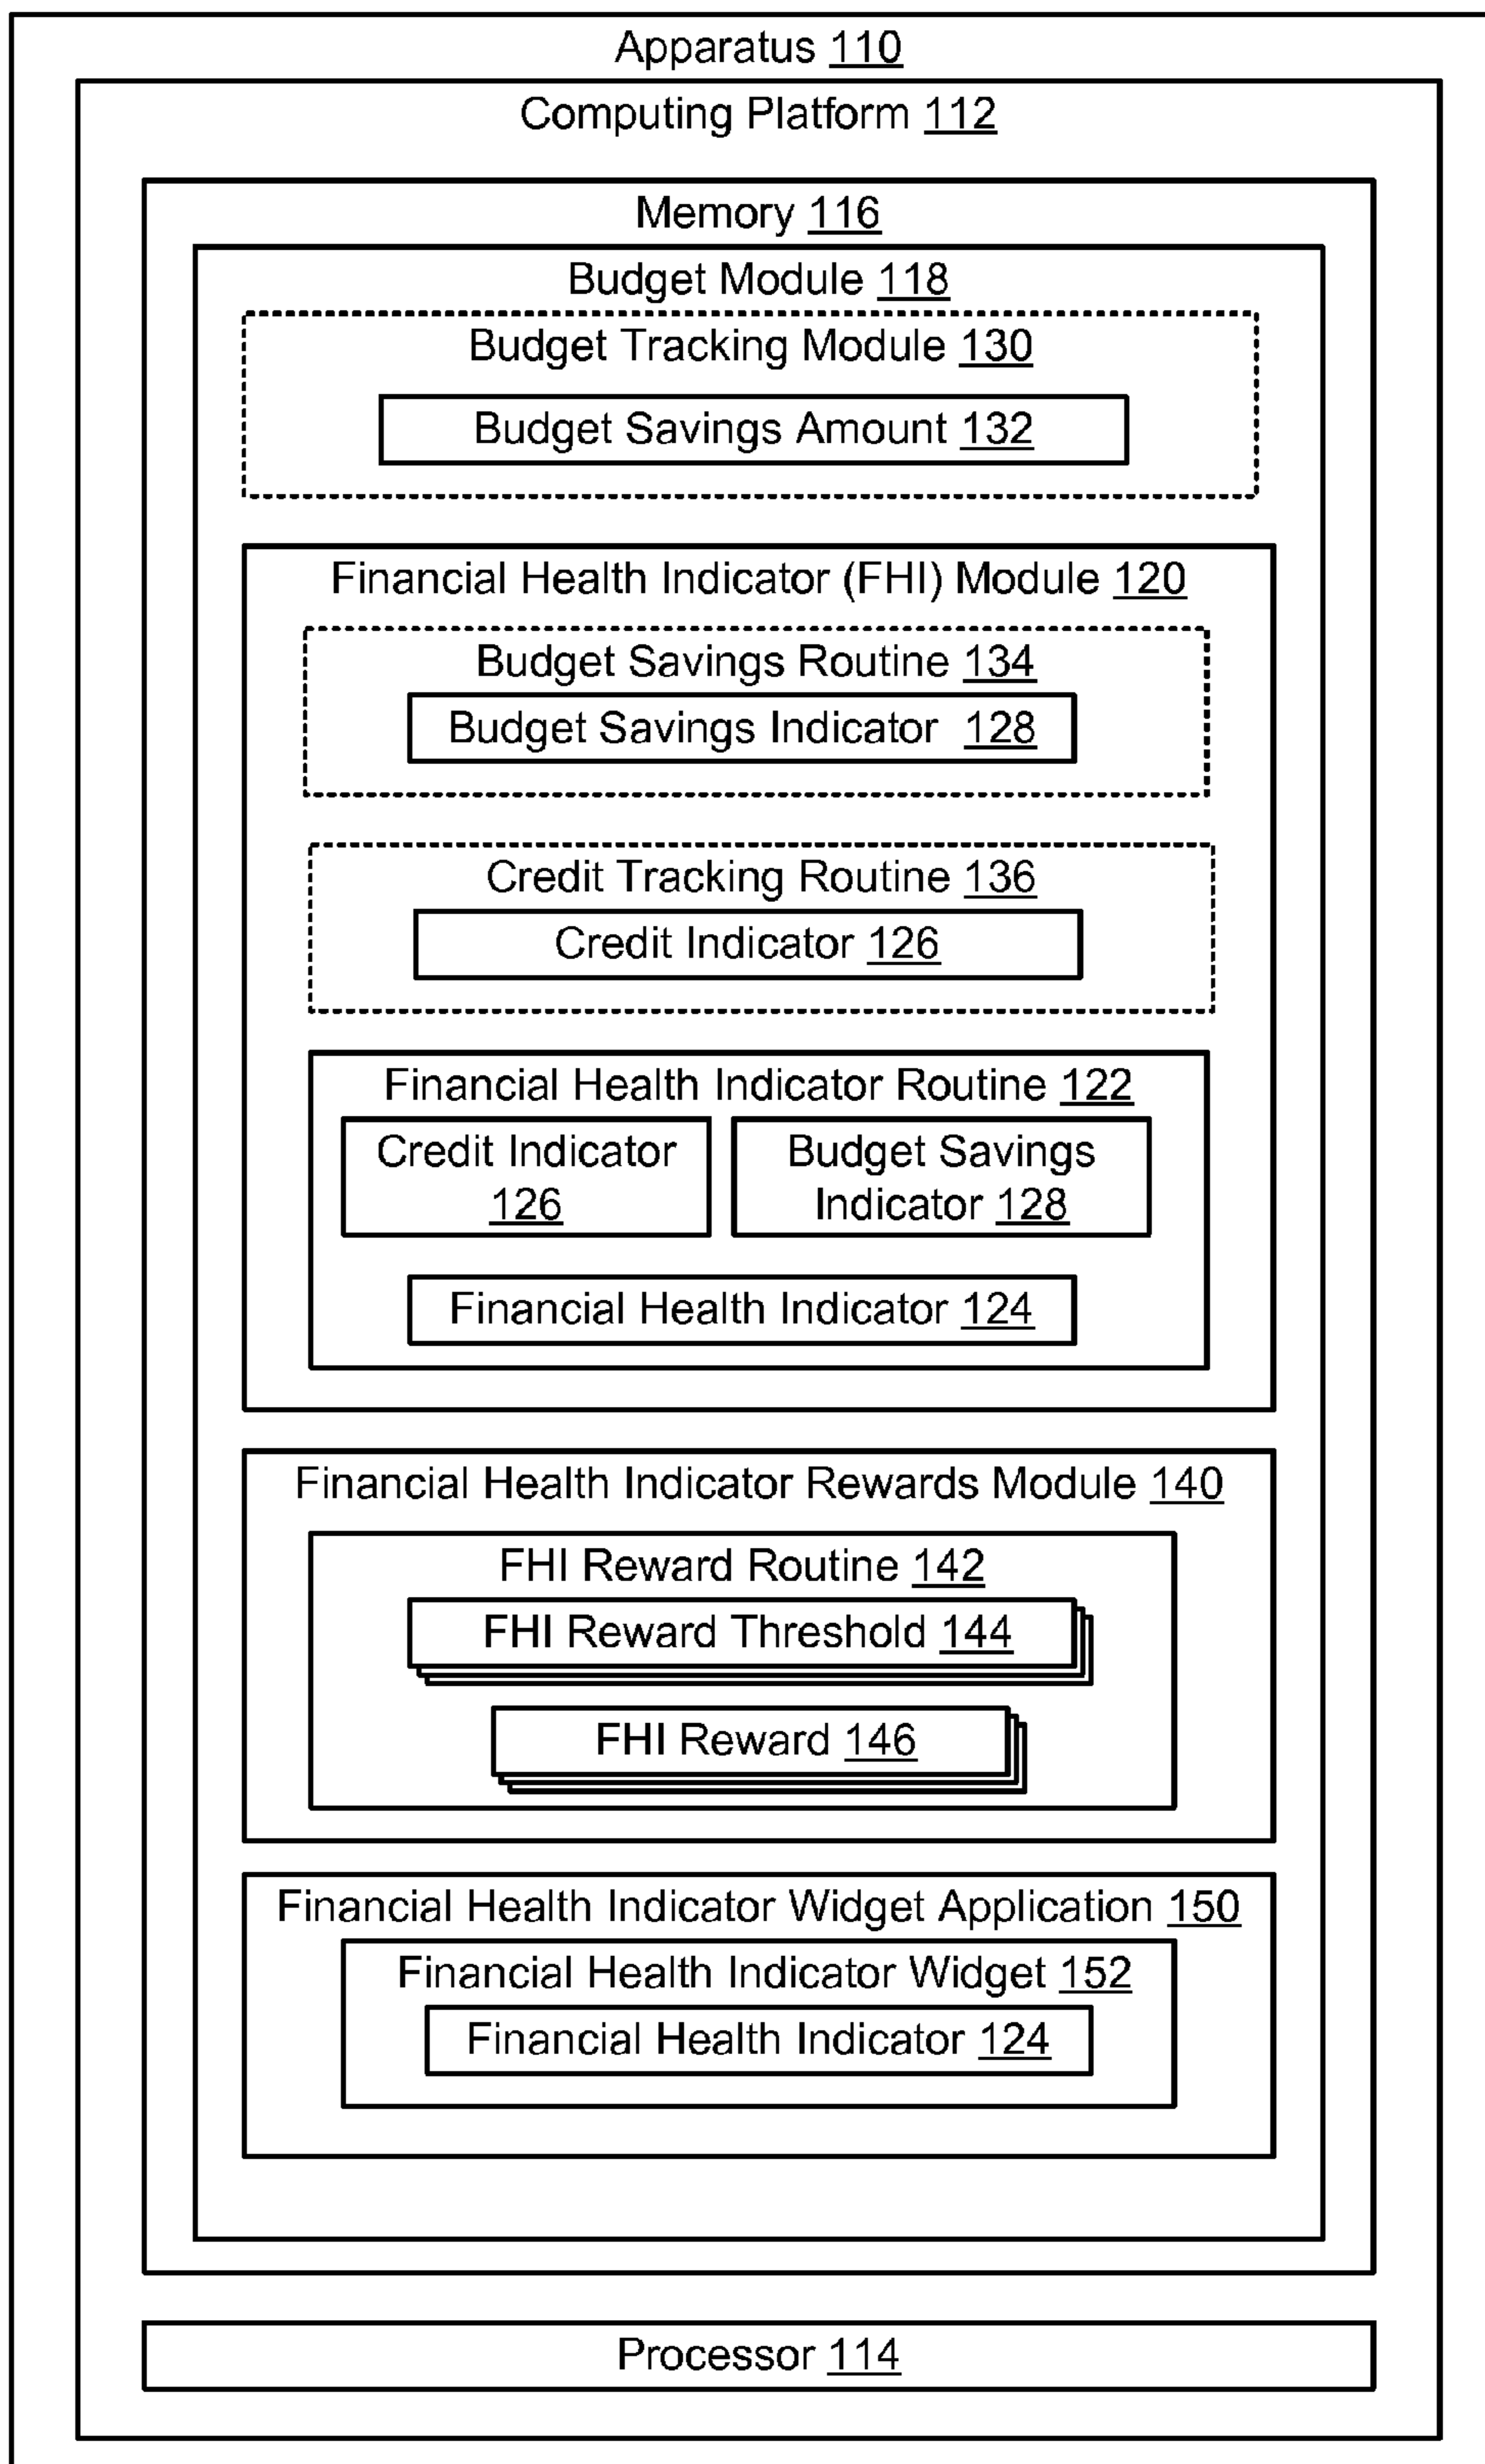 Apparatus 110
Computing Platform 112
Memory 116
Budget Module 118
Budget Tracking Module 130
Budget Savings Amount 132
Financial Health Indicator (FHI) Module 120
Budget Savings Routine 134
Budget Savings Indicator 128
Credit Tracking Routine 136
Credit Indicator 126
Financial Health Indicator Routine 122
Credit Indicator
126
Budget Savings
Indicator 128
Financial Health Indicator 124
Financial Health Indicator Rewards Module 140
FHI Reward Routine 142
FHI Reward Threshold 144
FHI Reward 146
Financial Health Indicator Widget Application 150
Financial Health Indicator Widget 152
Financial Health Indicator 124
Processor 114